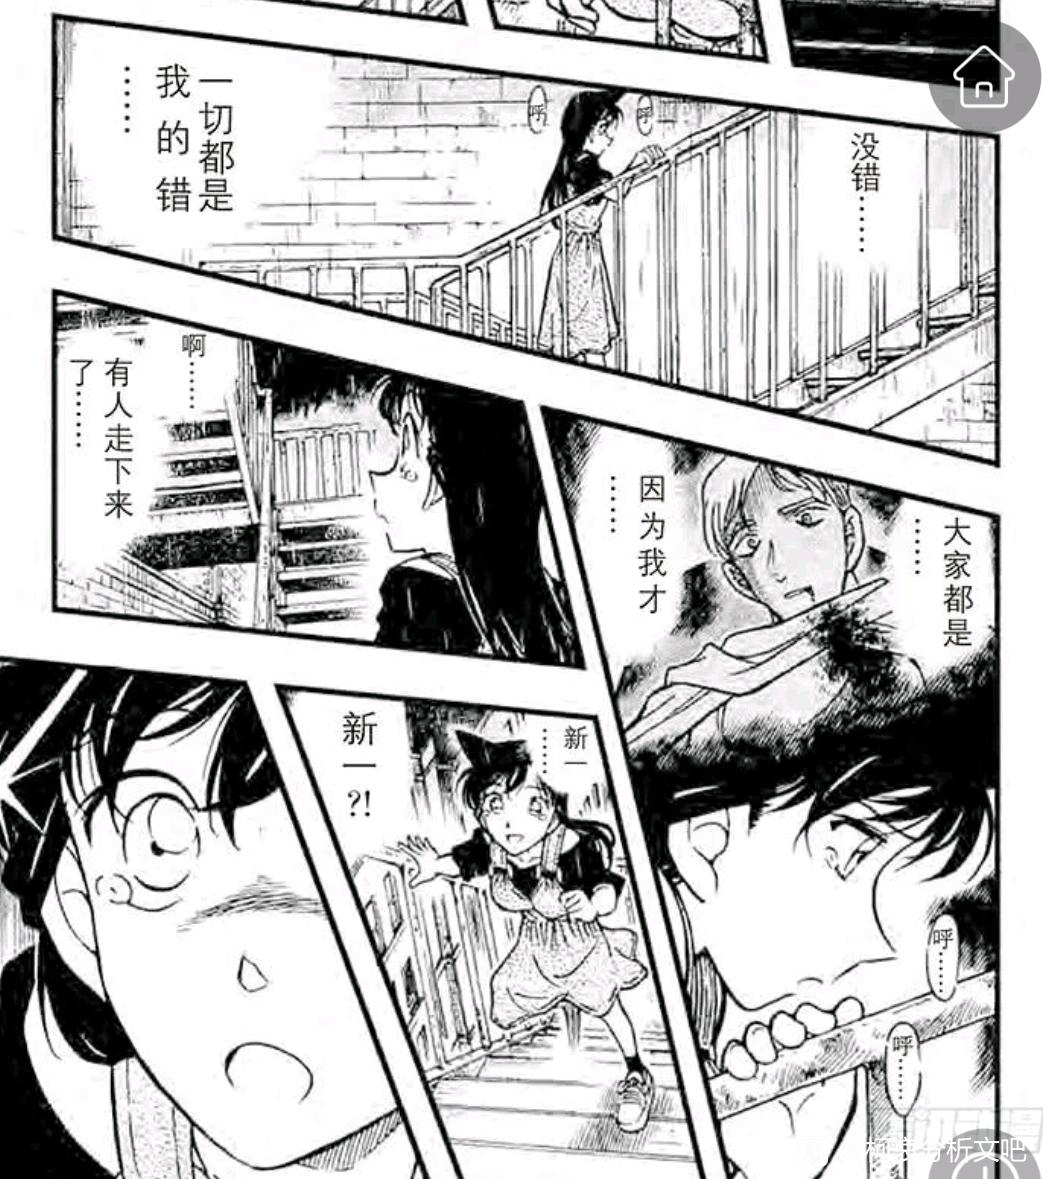 没错……
呼
呼
一切都是
我的错
……
大家都是
……
因为我才
……
呼……
呼……
啊……
有人走下来
了……
新一
……
新一
?!
柯学分析文吧